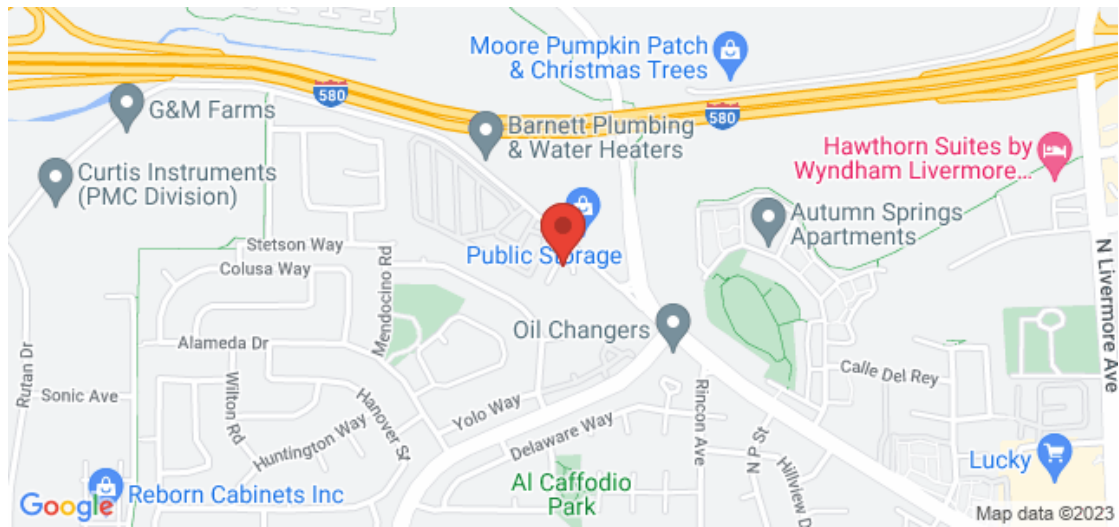 Moore Pumpkin Patch
& Christmas Trees
580
G&M Farms
580
Barnett Plumbing
& Water Heaters
Hawthorn Suites by
Wyndham Livermore...
Curtis Instruments
(PMC Division)
Autumn Springs
Apartments
Stetson Way
Public Storage
Colusa Way
N Livermore Ave
Mendocino Rd
Oil Changers
Alameda Dr
Rutan Dr
Calle Del Rey
Sonic Ave
Wilton Rd
Hanover St
Yolo Way
Rincon Ave
Huntington Way
Delaware Way
N P St
Hillview D
Lucky
Al Caffodio
Park
Reborn Cabinets Inc
Google
Map data ©2023